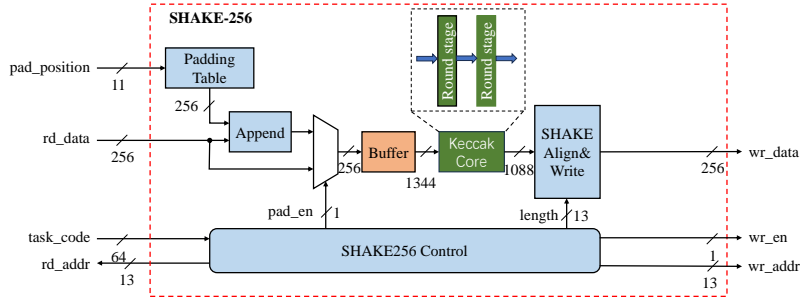 SHAKE-256
Round stage
Round stage
pad_position
11
Padding
Table
256
rd_data
256
Append
256
Buffer
1344
Keccak
Core
1088
SHAKE
Align&
Write
256
wr_data
pad_en
1
length
13
task_code
64
SHAKE256 Control
wr_en
1
rd_addr
13
wr_addr
13